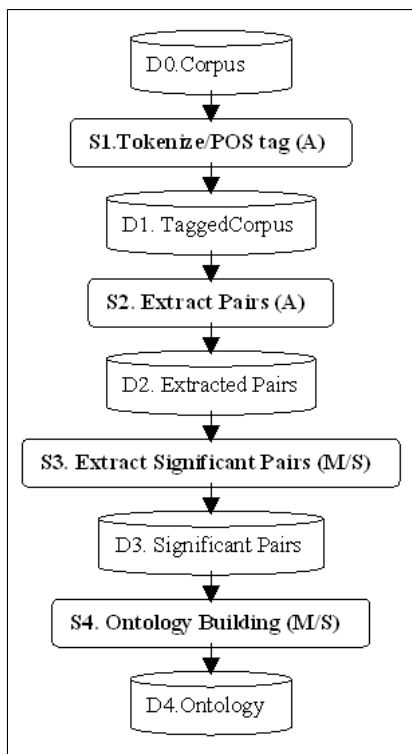 D0.Corpus
S1.Tokenize/POS tag (A)
D1. TaggedCorpus
S2. Extract Pairs (A)
D2. Extracted Pairs
S3. Extract Significant Pairs (M/S)
D3. Significant Pairs
S4. Ontology Building (M/S)
D4.Ontology